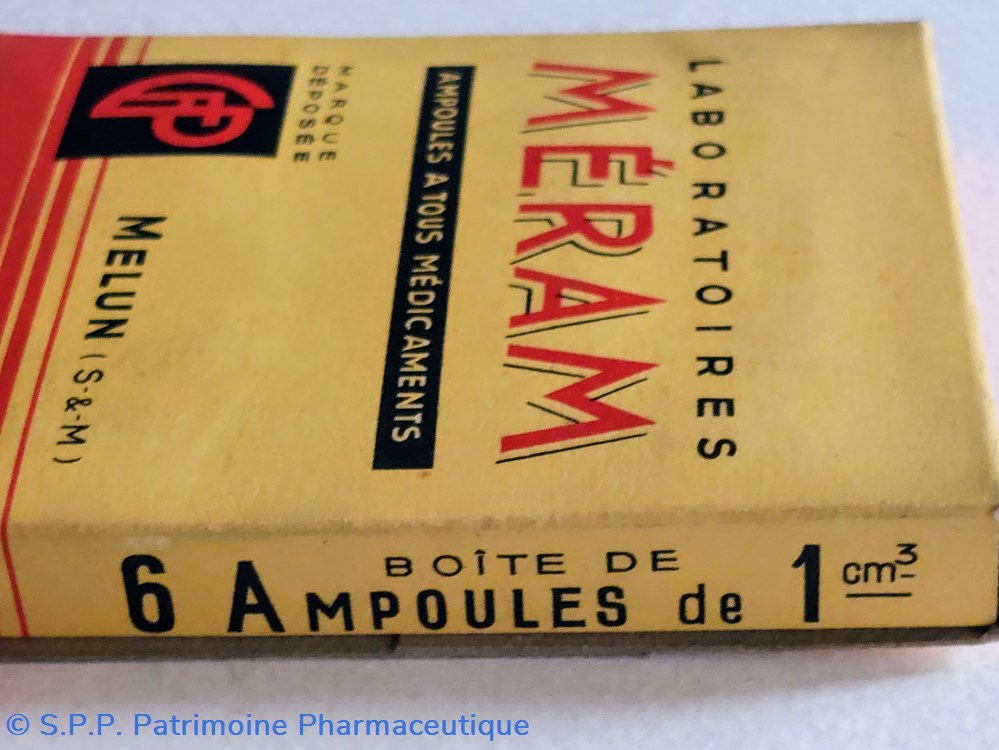 LABORATOIRES
MÉRAM
AMPOULES A TOUS MÉDICAMENTS
MARQUE
DÉPOSÉE
MELUN (S.&.M)
BOÎTE DE
6 AMPOULES de 1 cm³
© S.P.P. Patrimoine Pharmaceutique